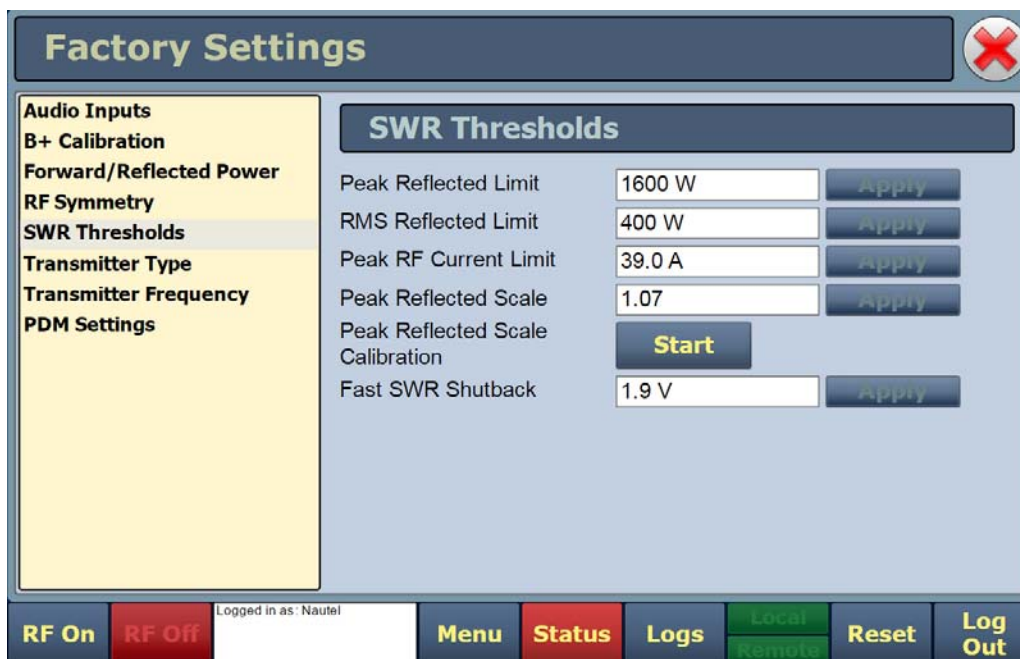 Factory Settings
Audio Inputs
B+ Calibration
Forward/Reflected Power
RF Symmetry
SWR Thresholds
Transmitter Type
Transmitter Frequency
PDM Settings
SWR Thresholds
Peak Reflected Limit 1600 W Apply
RMS Reflected Limit 400 W Apply
Peak RF Current Limit 39.0 A Apply
Peak Reflected Scale 1.07 Apply
Peak Reflected Scale
Calibration
Start
Fast SWR Shutback 1.9 V Apply
RF On
RF Off
Logged in as: Nautel
Menu
Status
Logs
Local
Remote
Reset
Log
Out